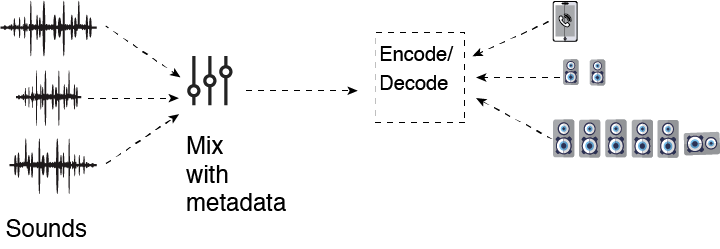 Encode/
Decode
Mix
with
metadata
Sounds